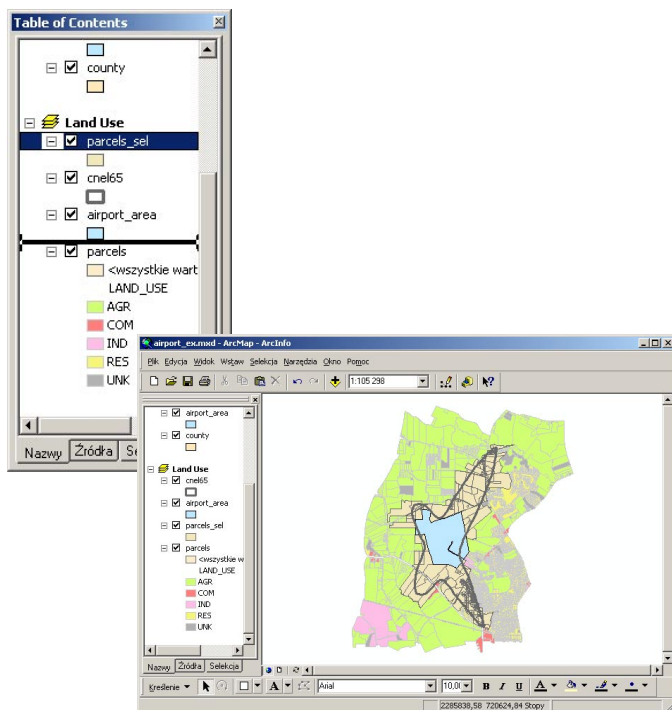 Table of Contents
county
Land Use
parcels_sel
cnel65
airport_area
parcels
<wszystkie wart
LAND_USE
AGR
COM
IND
RES
UNK
Nazwy Źródła Se
airport_ex.mxd - ArcMap - ArcInfo
Plik Edycja Widok Wstaw Selekcja Narzędzia Okno Pomoc
1:105 298
airport_area
county
Land Use
cnel65
airport_area
parcels_sel
parcels
<wszystkie w
LAND_USE
AGR
COM
IND
RES
UNK
Nazwy Źródła Selekcja
Kreślenie A Arial 10,0 B I U A
2285838,58 720624,84 Stopy